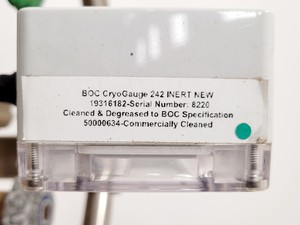 BOC CryoGauge 242 INERT NEW
19316182-Serial Number: 8220
Cleaned & Degreased to BOC Specification
50000634-Commercially Cleaned